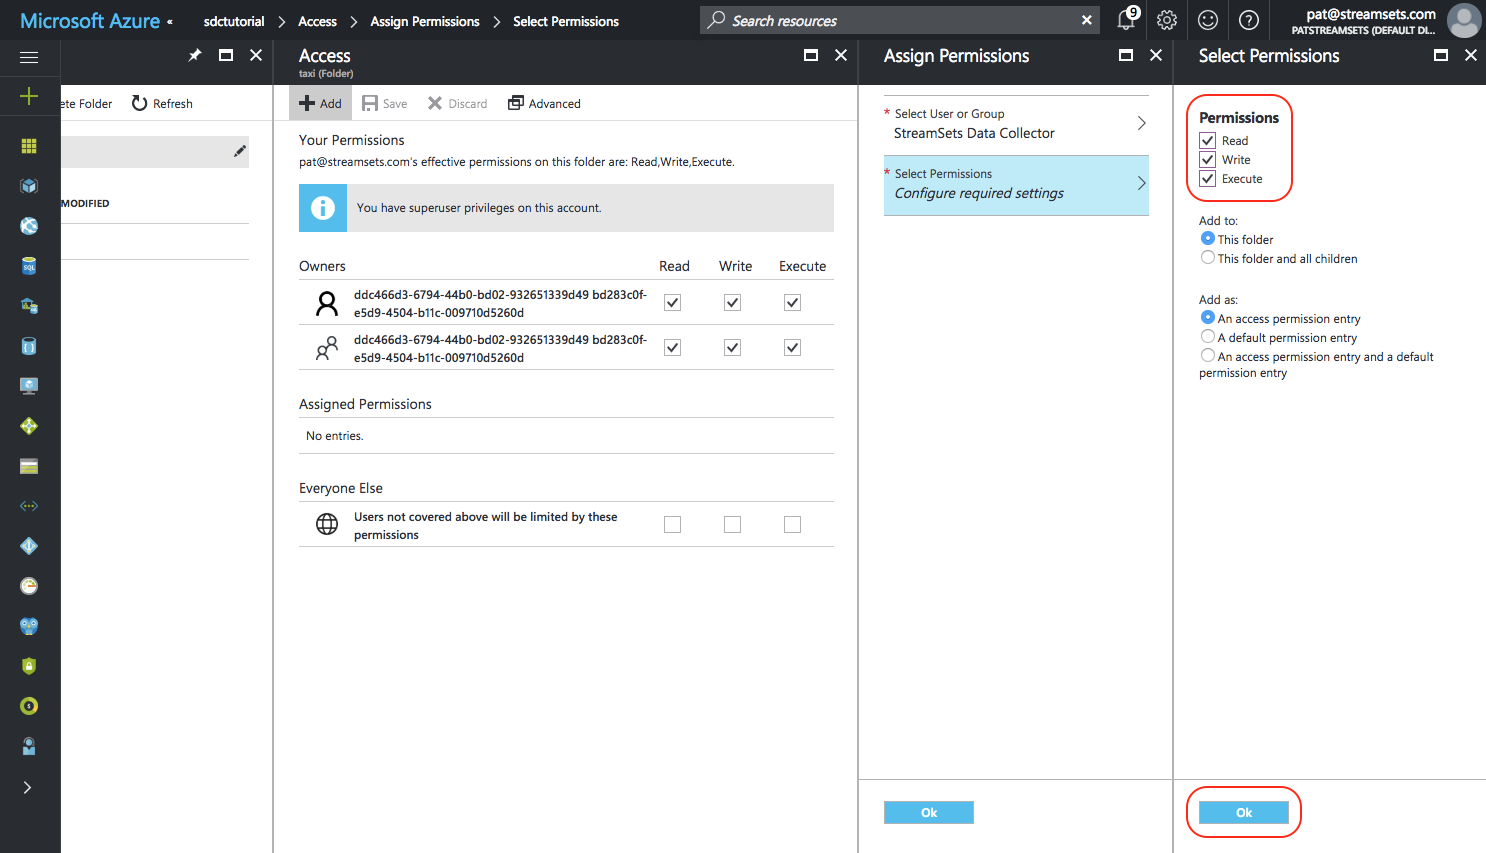 Microsoft Azure « sdctutorial > Access > Assign Permissions > Select Permissions
Search resources
9
pat@streamsets.com
PATSTREAMSETS (DEFAULT DI...
ete Folder
Refresh
MODIFIED
SQL
Access
taxi (Folder)
Add
Save
Discard
Advanced
Your Permissions
pat@streamsets.com's effective permissions on this folder are: Read,Write,Execute.
You have superuser privileges on this account.
Owners Read Write Execute
ddc466d3-6794-44b0-bd02-932651339d49 bd283c0f-
e5d9-4504-b11c-009710d5260d
ddc466d3-6794-44b0-bd02-932651339d49 bd283c0f-
e5d9-4504-b11c-009710d5260d
Assigned Permissions
No entries.
Everyone Else
Users not covered above will be limited by these
permissions
Assign Permissions
* Select User or Group
StreamSets Data Collector
* Select Permissions
Configure required settings
Ok
Select Permissions
Permissions
Read
Write
Execute
Add to:
This folder
This folder and all children
Add as:
An access permission entry
A default permission entry
An access permission entry and a default
permission entry
Ok